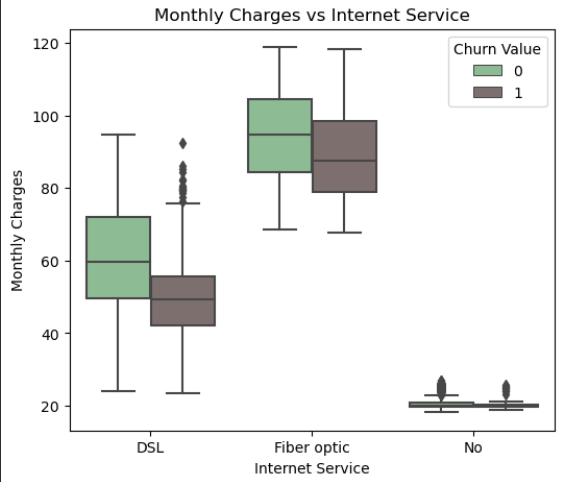 Monthly Charges vs Internet Service
Churn Value
0
1
Monthly Charges
120
100
80
60
40
20
DSL Fiber optic No
Internet Service